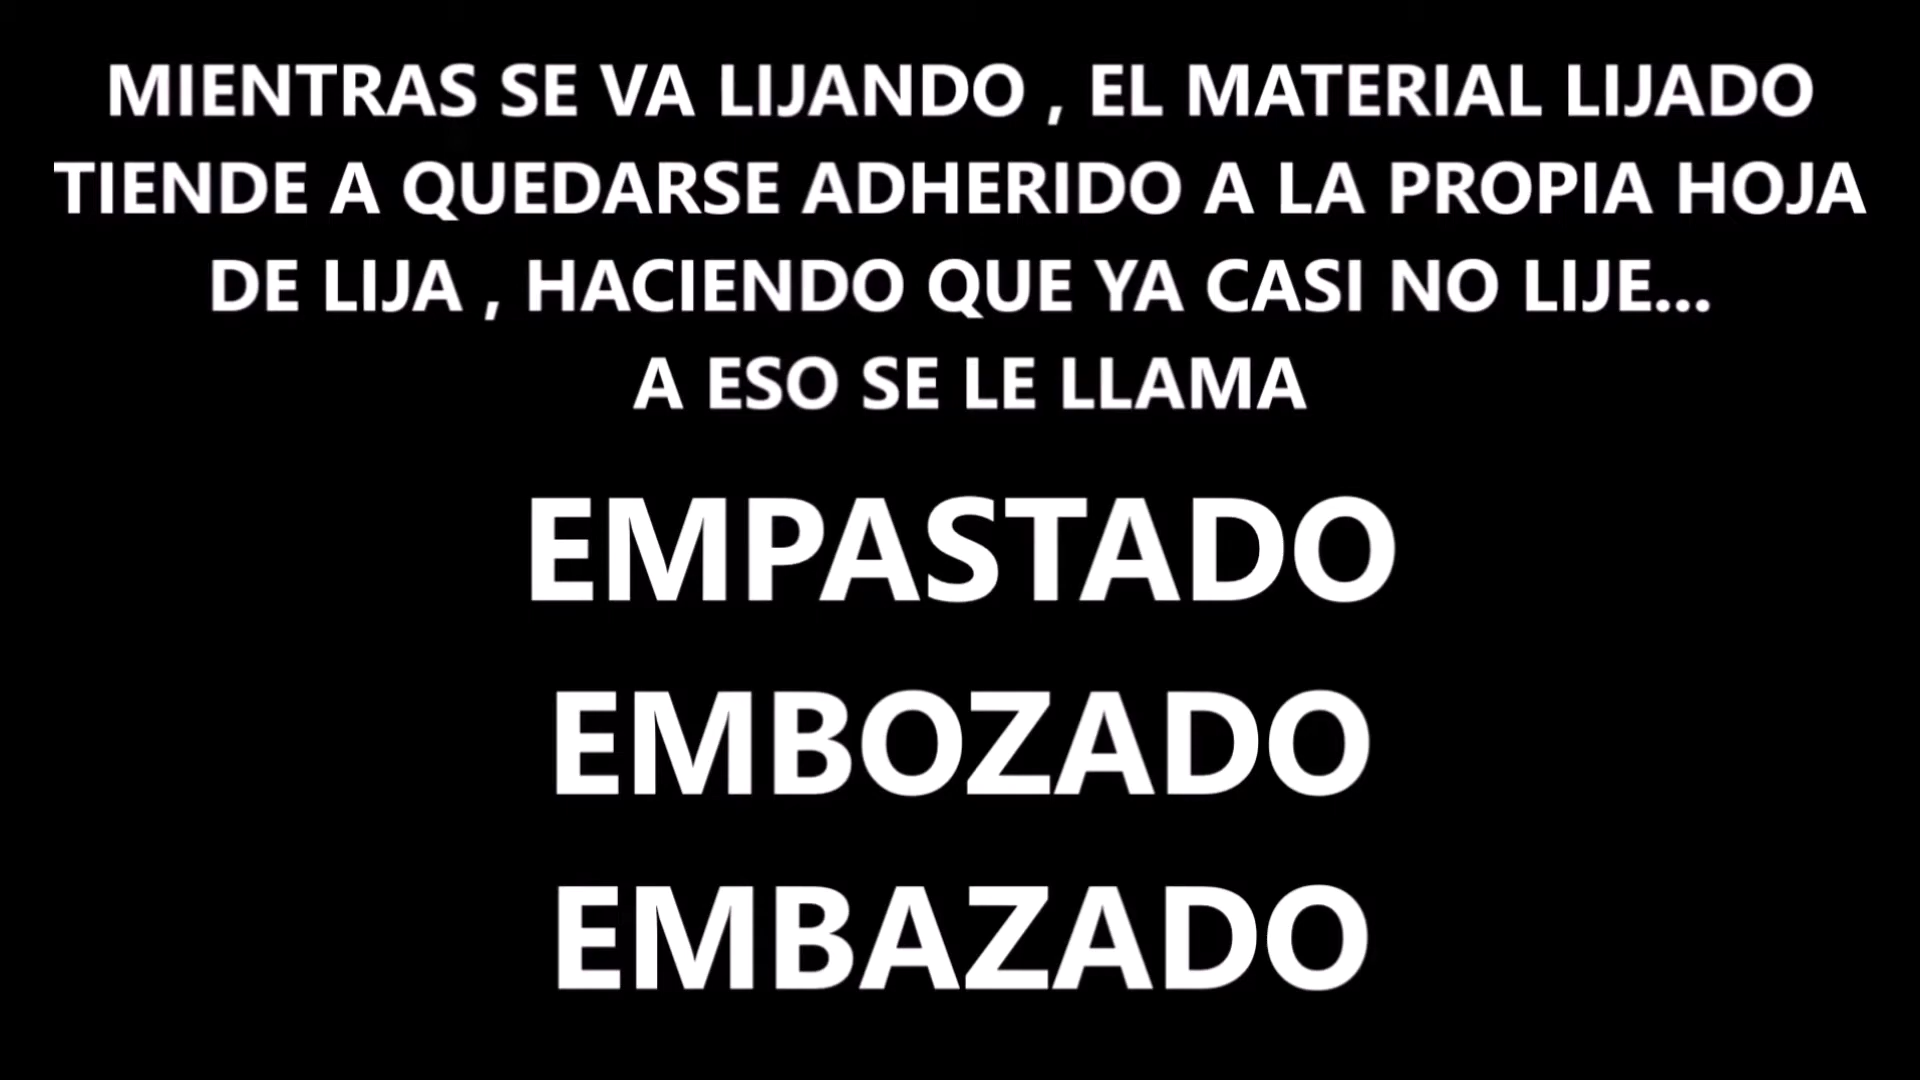 MIENTRAS SE VA LIJANDO , EL MATERIAL LIJADO
TIENDE A QUEDARSE ADHERIDO A LA PROPIA HOJA
DE LIJA , HACIENDO QUE YA CASI NO LIJE...
A ESO SE LE LLAMA
EMPASTADO
EMBOZADO
EMBAZADO